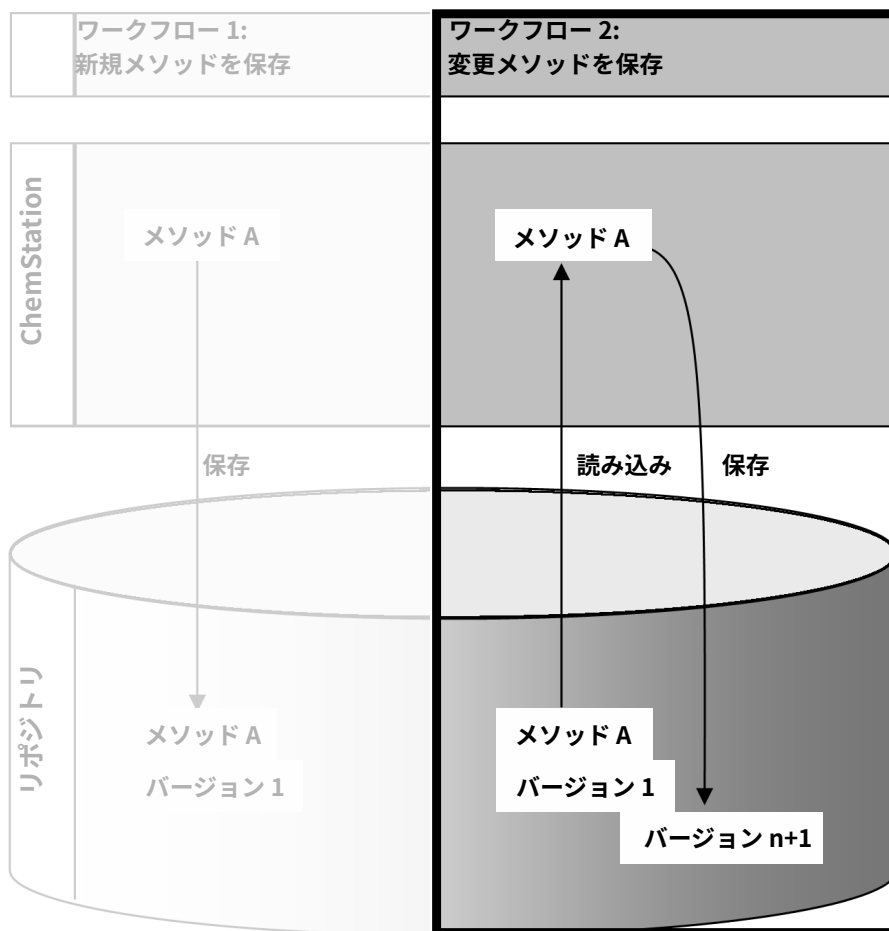 ワークフロー 1:
新規メソッドを保存
ワークフロー 2:
変更メソッドを保存
ChemStation
メソッド A
メソッド A
保存
読み込み
保存
リポジトリ
メソッド A
バージョン 1
メソッド A
バージョン 1
バージョン n+1